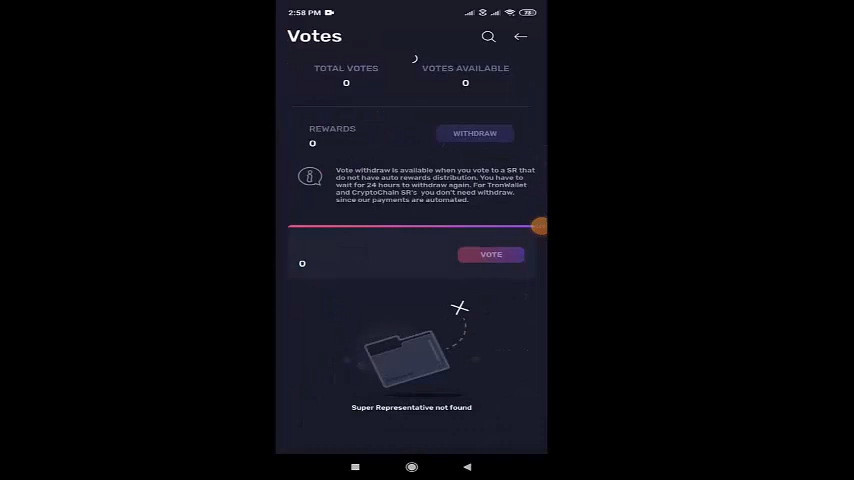 2:58 PM
Votes
TOTAL VOTES VOTES AVAILABLE
0 0
REWARDS
0
WITHDRAW
Vote withdraw is available when you vote to a SR that
do not have auto rewards distribution. You have to
wait for 24 hours to withdraw again. For TronWallet
and CryptoChain SR's you don't need withdraw,
since our payments are automated.
0
VOTE
Super Representative not found